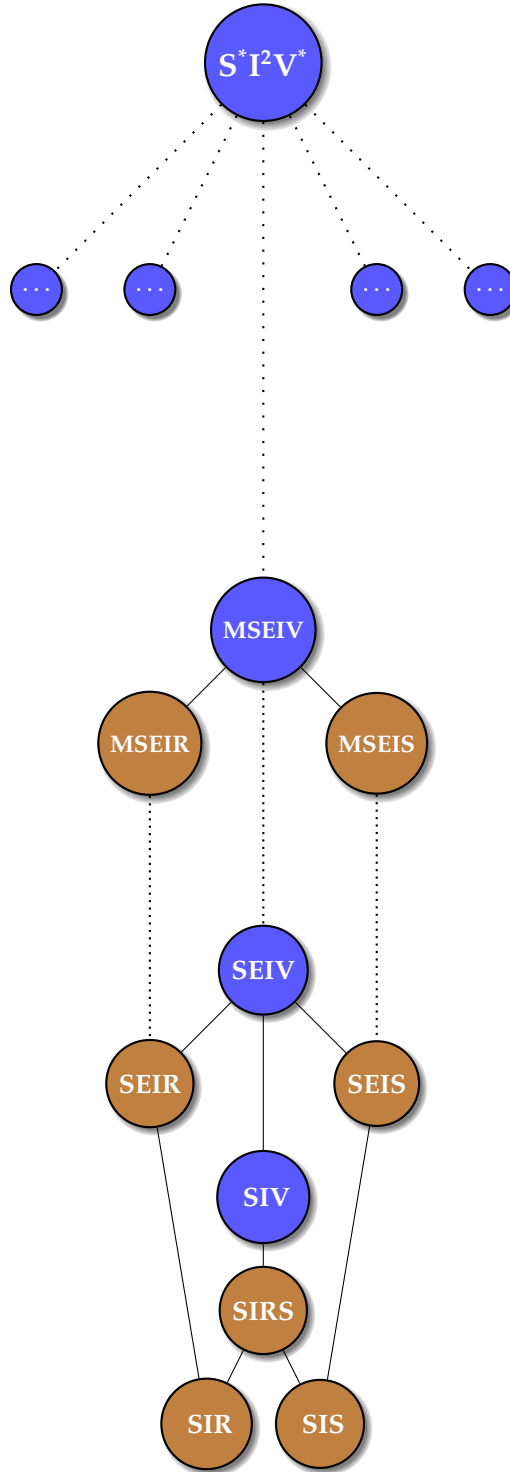 S*I²V*
... ... ... ...
MSEIV
MSEIR MSEIS
SEIV
SEIR SEIS
SIV
SIRS
SIR SIS